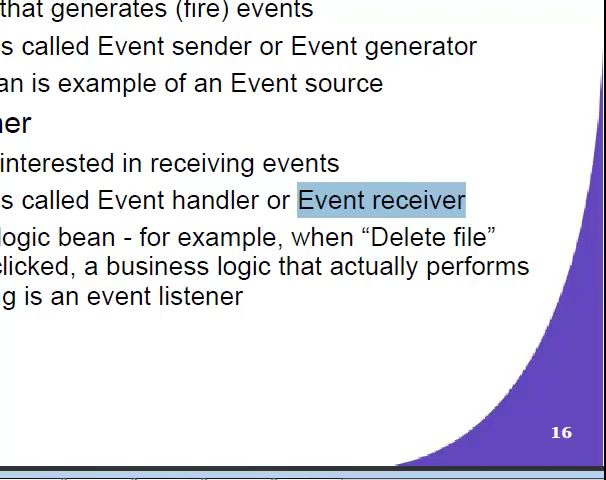 that generates (fire) events
s called Event sender or Event generator
an is example of an Event source
ner
interested in receiving events
s called Event handler or Event receiver
logic bean - for example, when “Delete file”
clicked, a business logic that actually performs
g is an event listener
16